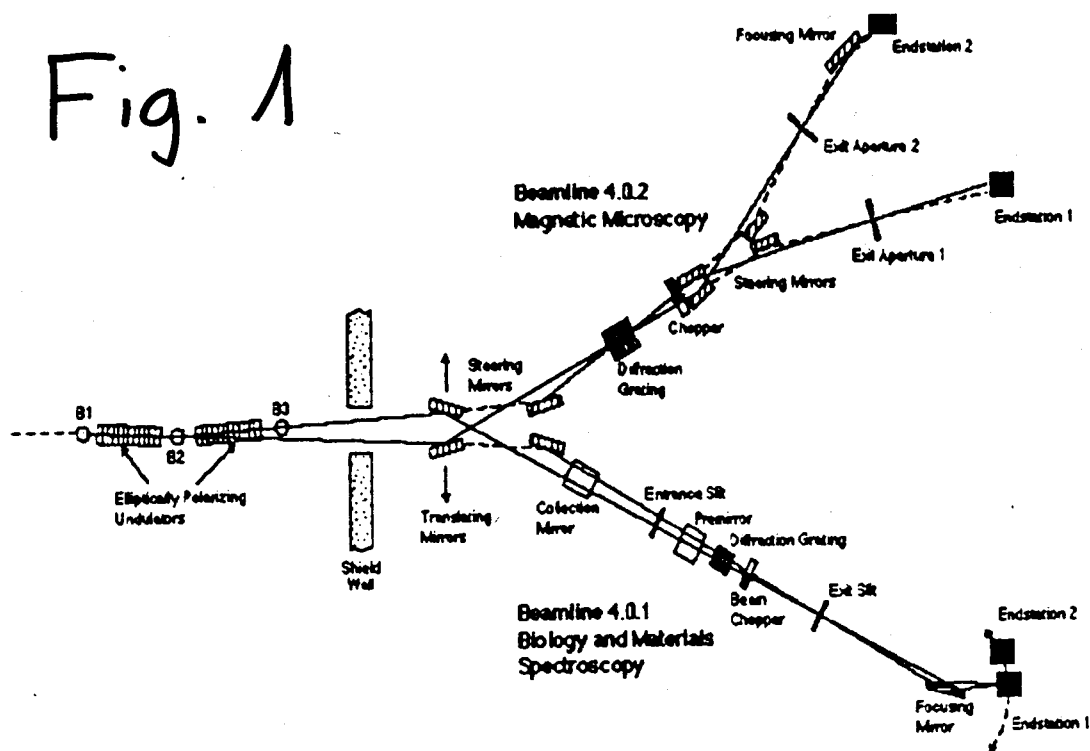 Fig. 1
Focusing Mirror
Endstation 2
Exit Aperture 2
Beamline 4.0.2
Magnetic Microscopy
Endstation 1
Exit Aperture 1
Steering Mirrors
Chopper
Diffraction
Grating
Steering
Mirrors
B1
B2
B3
Elliptically Polarizing
Undulators
Shield
Wall
Translating
Mirrors
Collection
Mirror
Entrance Slit
Premirror
Diffraction Grating
Beam
Chopper
Exit Slit
Beamline 4.0.1
Biology and Materials
Spectroscopy
Endstation 2
Focusing
Mirror
Endstation 1